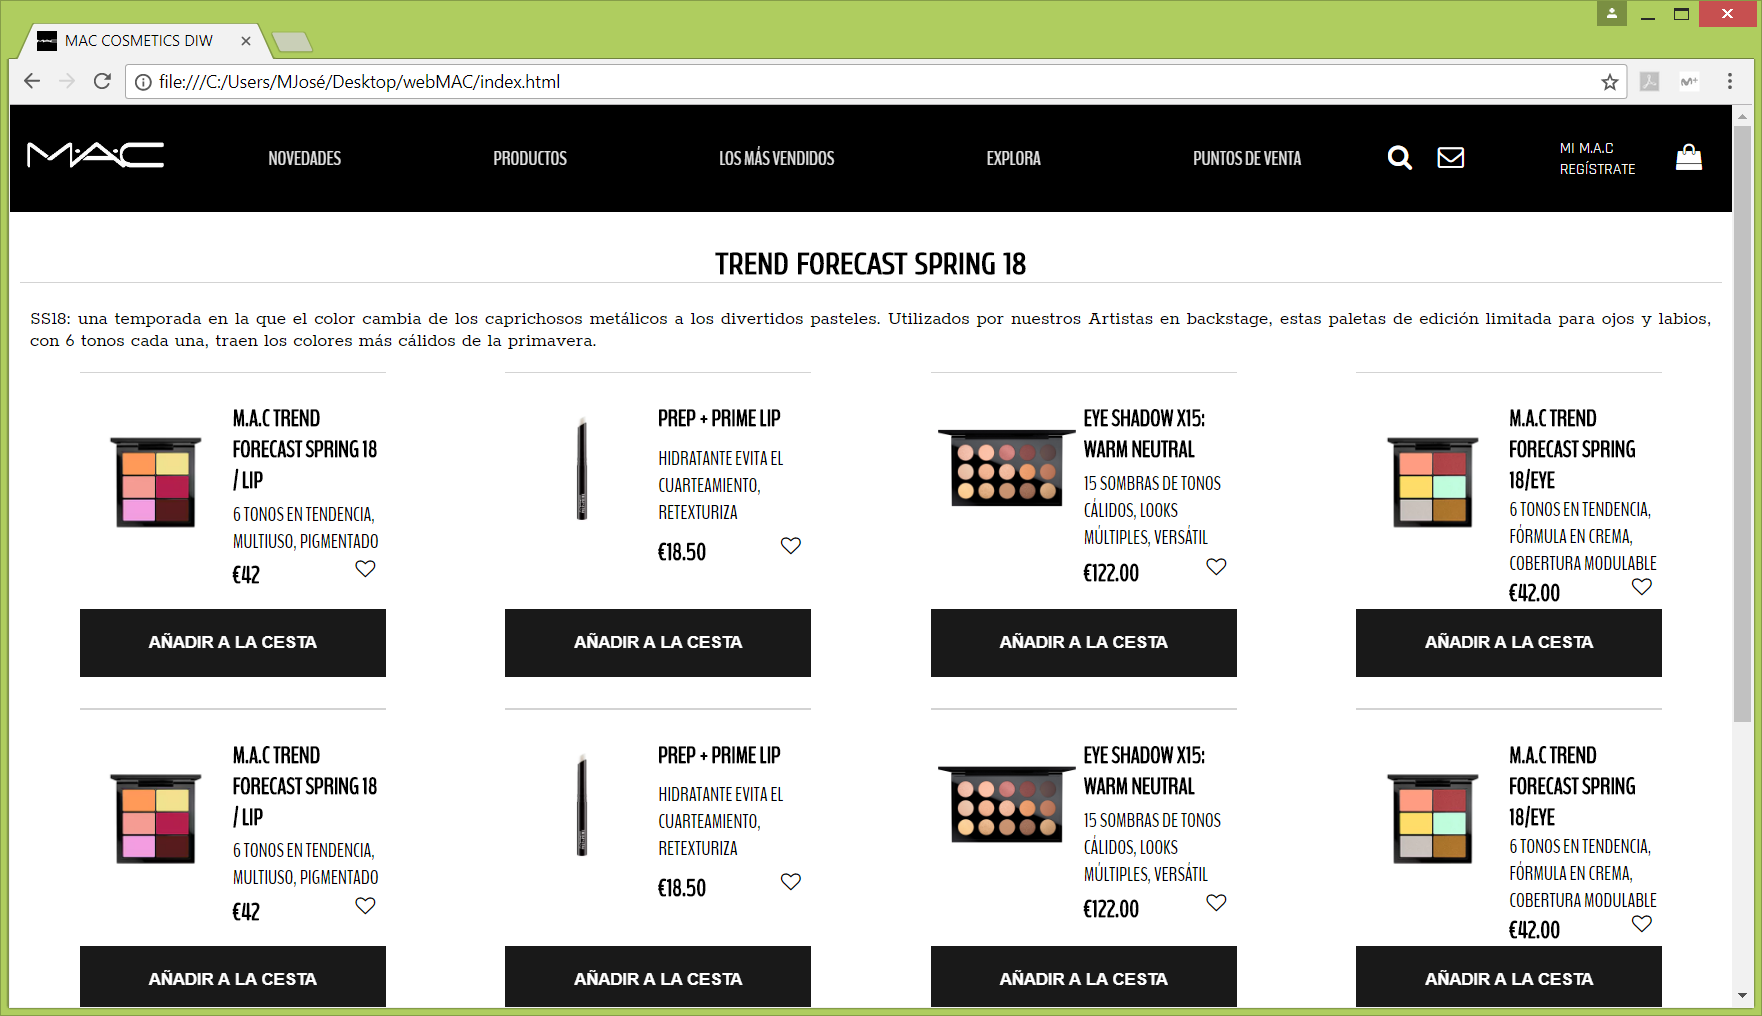 MAC COSMETICS DIW
file:///C:/Users/MJosé/Desktop/webMAC/index.html
M·A·C
NOVEDADES
PRODUCTOS
LOS MÁS VENDIDOS
EXPLORA
PUNTOS DE VENTA
MI M.A.C
REGÍSTRATE
TREND FORECAST SPRING 18
SS18: una temporada en la que el color cambia de los caprichosos metálicos a los divertidos pasteles. Utilizados por nuestros Artistas en backstage, estas paletas de edición limitada para ojos y labios,
con 6 tonos cada una, traen los colores más cálidos de la primavera.
M.A.C TREND
FORECAST SPRING 18
/ LIP
6 TONOS EN TENDENCIA,
MULTIUSO, PIGMENTADO
€42
AÑADIR A LA CESTA
PREP + PRIME LIP
HIDRATANTE EVITA EL
CUARTEAMIENTO,
RETEXTURIZA
€18.50
AÑADIR A LA CESTA
EYE SHADOW X15:
WARM NEUTRAL
15 SOMBRAS DE TONOS
CÁLIDOS, LOOKS
MÚLTIPLES, VERSÁTIL
€122.00
AÑADIR A LA CESTA
M.A.C TREND
FORECAST SPRING
18/EYE
6 TONOS EN TENDENCIA,
FÓRMULA EN CREMA,
COBERTURA MODULABLE
€42.00
AÑADIR A LA CESTA
M.A.C TREND
FORECAST SPRING 18
/ LIP
6 TONOS EN TENDENCIA,
MULTIUSO, PIGMENTADO
€42
AÑADIR A LA CESTA
PREP + PRIME LIP
HIDRATANTE EVITA EL
CUARTEAMIENTO,
RETEXTURIZA
€18.50
AÑADIR A LA CESTA
EYE SHADOW X15:
WARM NEUTRAL
15 SOMBRAS DE TONOS
CÁLIDOS, LOOKS
MÚLTIPLES, VERSÁTIL
€122.00
AÑADIR A LA CESTA
M.A.C TREND
FORECAST SPRING
18/EYE
6 TONOS EN TENDENCIA,
FÓRMULA EN CREMA,
COBERTURA MODULABLE
€42.00
AÑADIR A LA CESTA